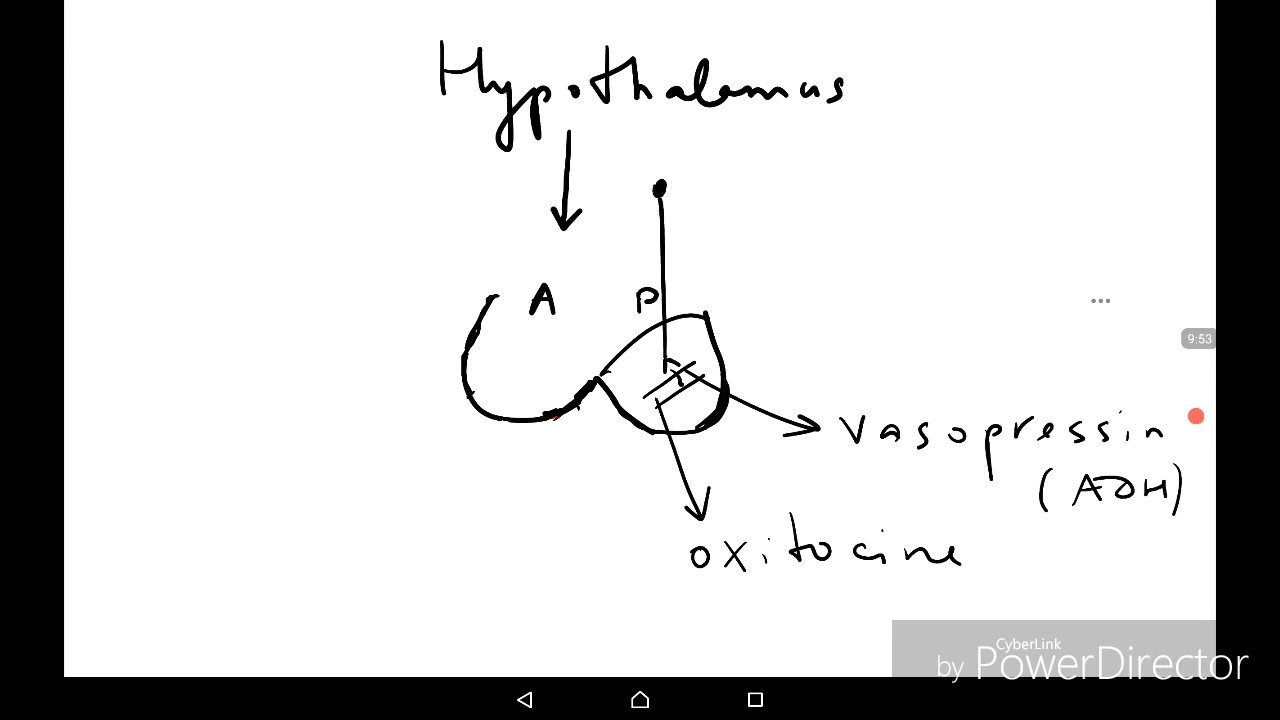 Hypothalamus
A P
9:53
Vasopressin
(ADH)
oxitocine
CyberLink
by PowerDirector